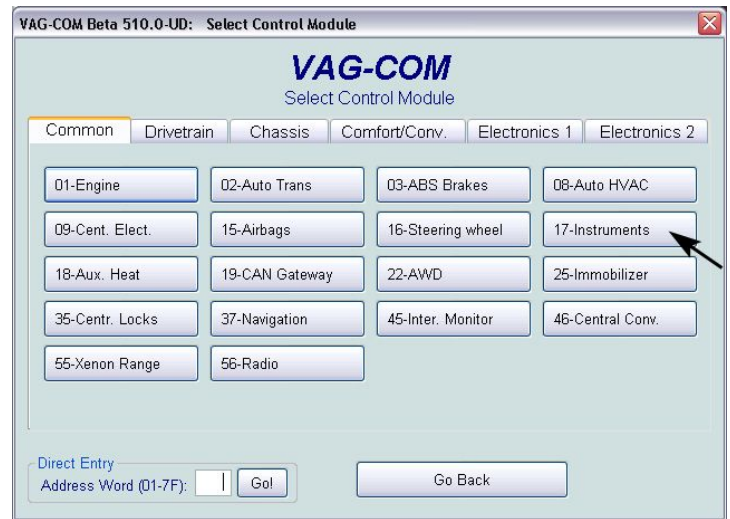 VAG-COM Beta 510.0-UD: Select Control Module
VAG-COM
Select Control Module
Common Drivetrain Chassis Comfort/Conv. Electronics 1 Electronics 2
01-Engine 02-Auto Trans 03-ABS Brakes 08-Auto HVAC
09-Cent. Elect. 15-Airbags 16-Steering wheel 17-Instruments
18-Aux. Heat 19-CAN Gateway 22-AWD 25-Immobilizer
35-Centr. Locks 37-Navigation 45-Inter. Monitor 46-Central Conv.
55-Xenon Range 56-Radio
Direct Entry
Address Word (01-7F): Go! Go Back